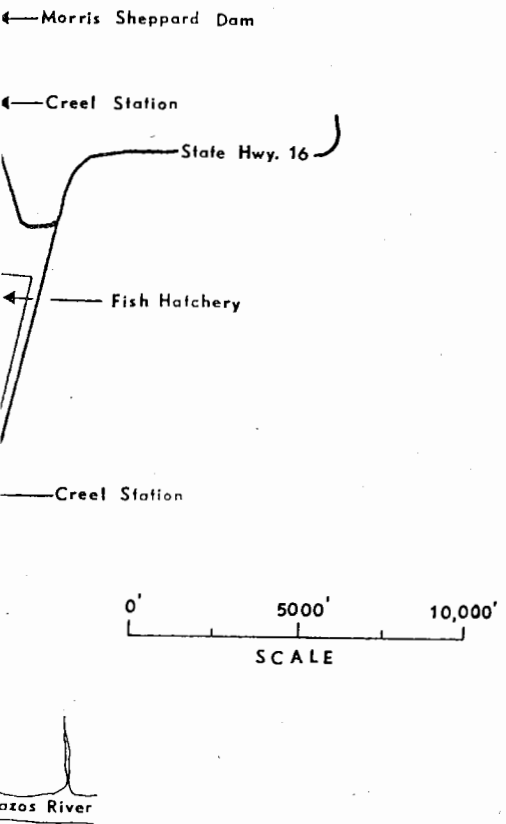 Morris Sheppard Dam
Creel Station
State Hwy. 16
Fish Hatchery
Creel Station
0' 5000' 10,000'
SCALE
azos River